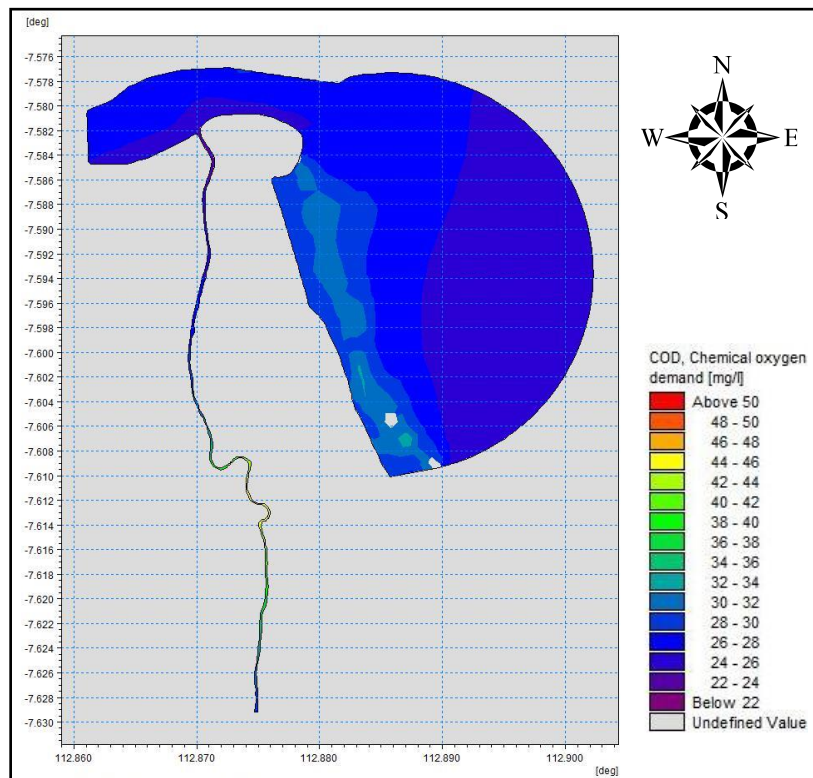 [deg]
-7.576
-7.578
-7.580
-7.582
-7.584
-7.586
-7.588
-7.590
-7.592
-7.594
-7.596
-7.598
-7.600
-7.602
-7.604
-7.606
-7.608
-7.610
-7.612
-7.614
-7.616
-7.618
-7.620
-7.622
-7.624
-7.626
-7.628
-7.630
112.860 112.870 112.880 112.890 112.900
[deg]
N
W E
S
COD, Chemical oxygen
demand [mg/l]
Above 50
48 - 50
46 - 48
44 - 46
42 - 44
40 - 42
38 - 40
36 - 38
34 - 36
32 - 34
30 - 32
28 - 30
26 - 28
24 - 26
22 - 24
Below 22
Undefined Value